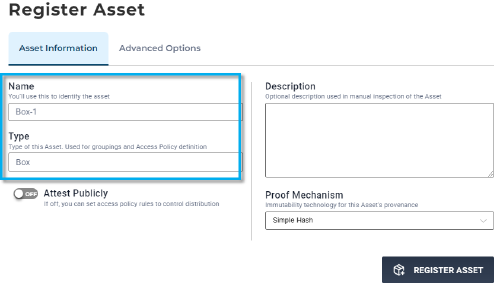 Register Asset
Asset Information
Advanced Options
Name
You'll use this to identify the asset
Box-1
Type
Type of this Asset. Used for groupings and Access Policy definition
Box
OFF
Attest Publicly
If off, you can set access policy rules to control distribution
Description
Optional description used in manual inspection of the Asset
Proof Mechanism
Immutability technology for this Asset's provenance
Simple Hash
REGISTER ASSET